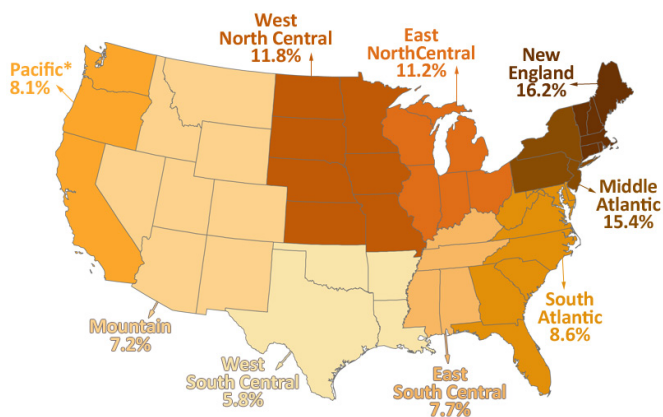 West
North Central
11.8%
East
NorthCentral
11.2%
New
England
16.2%
Pacific*
8.1%
Middle
Atlantic
15.4%
South
Atlantic
8.6%
Mountain
7.2%
West
South Central
5.8%
East
South Central
7.7%